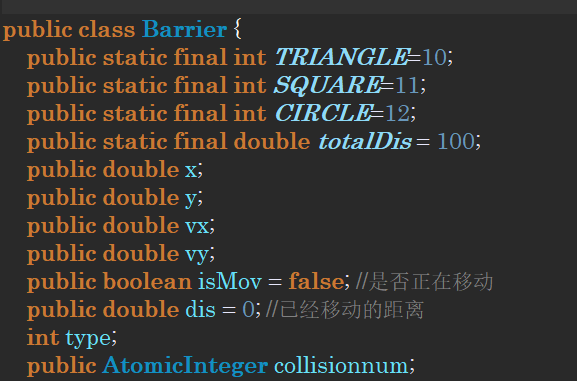 public class Barrier {
public static final int TRIANGLE=10;
public static final int SQUARE=11;
public static final int CIRCLE=12;
public static final double totalDis = 100;
public double x;
public double y;
public double vx;
public double vy;
public boolean isMov = false; //是否正在移动
public double dis = 0; //已经移动的距离
int type;
public AtomicInteger collisionnum;